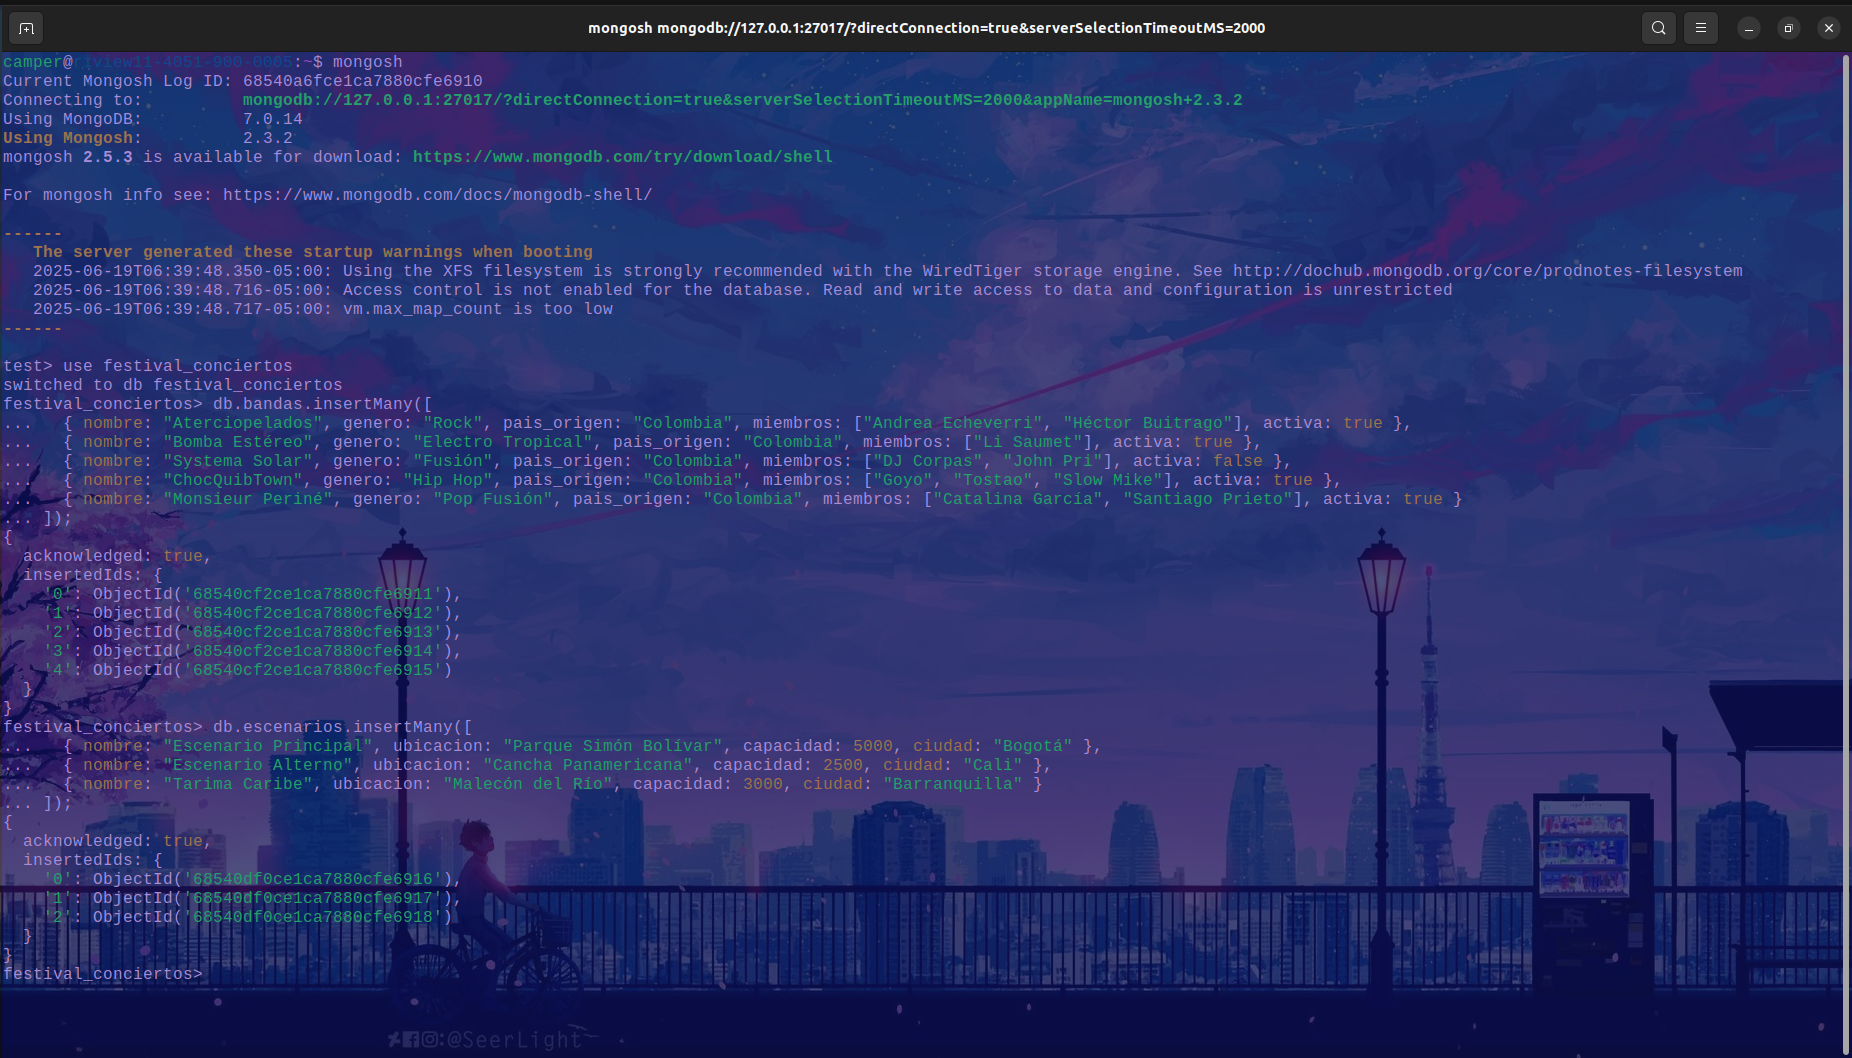 mongosh mongodb://127.0.0.1:27017/?directConnection=true&serverSelectionTimeoutMS=2000
camper@riview11-4051-900-0005:~$ mongosh
Current Mongosh Log ID: 68540a6fce1ca7880cfe6910
Connecting to: mongodb://127.0.0.1:27017/?directConnection=true&serverSelectionTimeoutMS=2000&appName=mongosh+2.3.2
Using MongoDB: 7.0.14
Using Mongosh: 2.3.2
mongosh 2.5.3 is available for download: https://www.mongodb.com/try/download/shell
For mongosh info see: https://www.mongodb.com/docs/mongodb-shell/
------
The server generated these startup warnings when booting
2025-06-19T06:39:48.350-05:00: Using the XFS filesystem is strongly recommended with the WiredTiger storage engine. See http://dochub.mongodb.org/core/prodnotes-filesystem
2025-06-19T06:39:48.716-05:00: Access control is not enabled for the database. Read and write access to data and configuration is unrestricted
2025-06-19T06:39:48.717-05:00: vm.max_map_count is too low
------
test> use festival_conciertos
switched to db festival_conciertos
festival_conciertos> db.bandas.insertMany([
... { nombre: "Aterciopelados", genero: "Rock", pais_origen: "Colombia", miembros: ["Andrea Echeverri", "Héctor Buitrago"], activa: true },
... { nombre: "Bomba Estéreo", genero: "Electro Tropical", pais_origen: "Colombia", miembros: ["Li Saumet"], activa: true },
... { nombre: "Systema Solar", genero: "Fusión", pais_origen: "Colombia", miembros: ["DJ Corpas", "John Pri"], activa: false },
... { nombre: "ChocQuibTown", genero: "Hip Hop", pais_origen: "Colombia", miembros: ["Goyo", "Tostao", "Slow Mike"], activa: true },
... { nombre: "Monsieur Periné", genero: "Pop Fusión", pais_origen: "Colombia", miembros: ["Catalina García", "Santiago Prieto"], activa: true }
... ]);
{
acknowledged: true,
insertedIds: {
'0': ObjectId('68540cf2ce1ca7880cfe6911'),
'1': ObjectId('68540cf2ce1ca7880cfe6912'),
'2': ObjectId('68540cf2ce1ca7880cfe6913'),
'3': ObjectId('68540cf2ce1ca7880cfe6914'),
'4': ObjectId('68540cf2ce1ca7880cfe6915')
}
}
festival_conciertos> db.escenarios.insertMany([
... { nombre: "Escenario Principal", ubicacion: "Parque Simón Bolívar", capacidad: 5000, ciudad: "Bogotá" },
... { nombre: "Escenario Alterno", ubicacion: "Cancha Panamericana", capacidad: 2500, ciudad: "Cali" },
... { nombre: "Tarima Caribe", ubicacion: "Malecón del Río", capacidad: 3000, ciudad: "Barranquilla" }
... ]);
{
acknowledged: true,
insertedIds: {
'0': ObjectId('68540df0ce1ca7880cfe6916'),
'1': ObjectId('68540df0ce1ca7880cfe6917'),
'2': ObjectId('68540df0ce1ca7880cfe6918')
}
}
festival_conciertos>
:@SeerLight